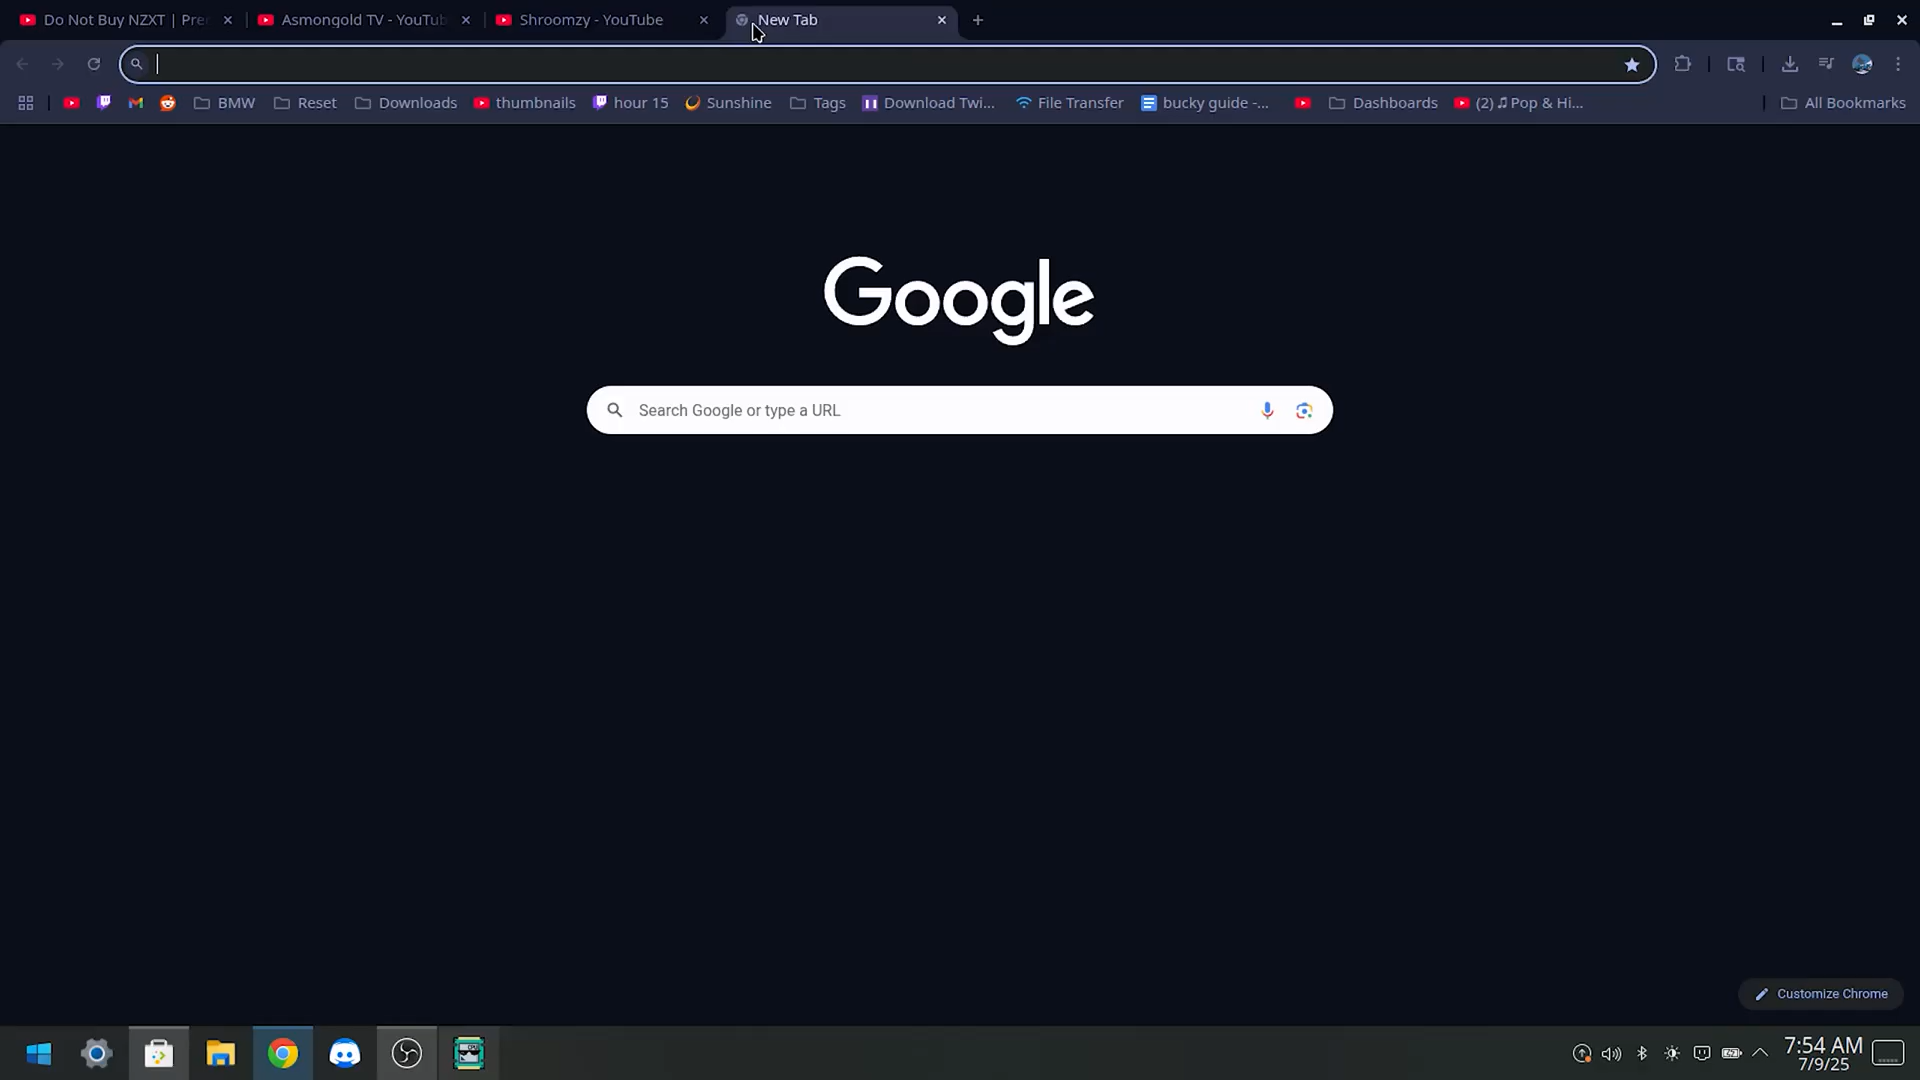 Do Not Buy NZXT | Pre
Asmongold TV - YouTub
Shroomzy - YouTube
New Tab
BMW
Reset
Downloads
thumbnails
hour 15
Sunshine
Tags
Download Twi...
File Transfer
bucky guide -...
Dashboards
(2) ♫ Pop & Hi...
All Bookmarks
Google
Search Google or type a URL
Customize Chrome
7:54 AM
7/9/25